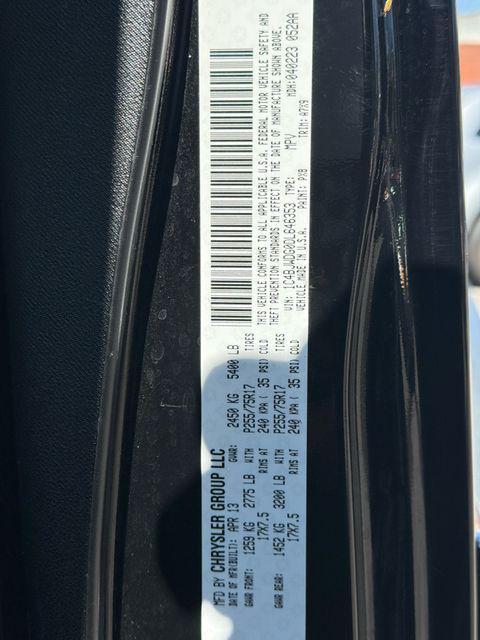 MFD BY CHRYSLER GROUP LLC
DATE OF MFR(BUILT): APR 13 GVWR: 2450 KG 5400 LB
GAWR FRONT: 1259 KG 2775 LB WITH P255/75R17 TIRES
17X7.5 RIMS AT 240 KPA( 35 PSI) COLD
GAWR REAR: 1452 KG 3200 LB WITH P255/75R17 TIRES
17X7.5 RIMS AT 240 KPA( 35 PSI) COLD
THIS VEHICLE CONFORMS TO ALL APPLICABLE U.S.A. FEDERAL MOTOR VEHICLE SAFETY AND
THEFT PREVENTION STANDARDS IN EFFECT ON THE DATE OF MANUFACTURE SHOWN ABOVE.
VIN: 1C4BJWDG0DL646353 TYPE: MPV MDH:040223 052AA
VEHICLE MADE IN U.S.A. PAINT: PX8 TRIM: A7X9